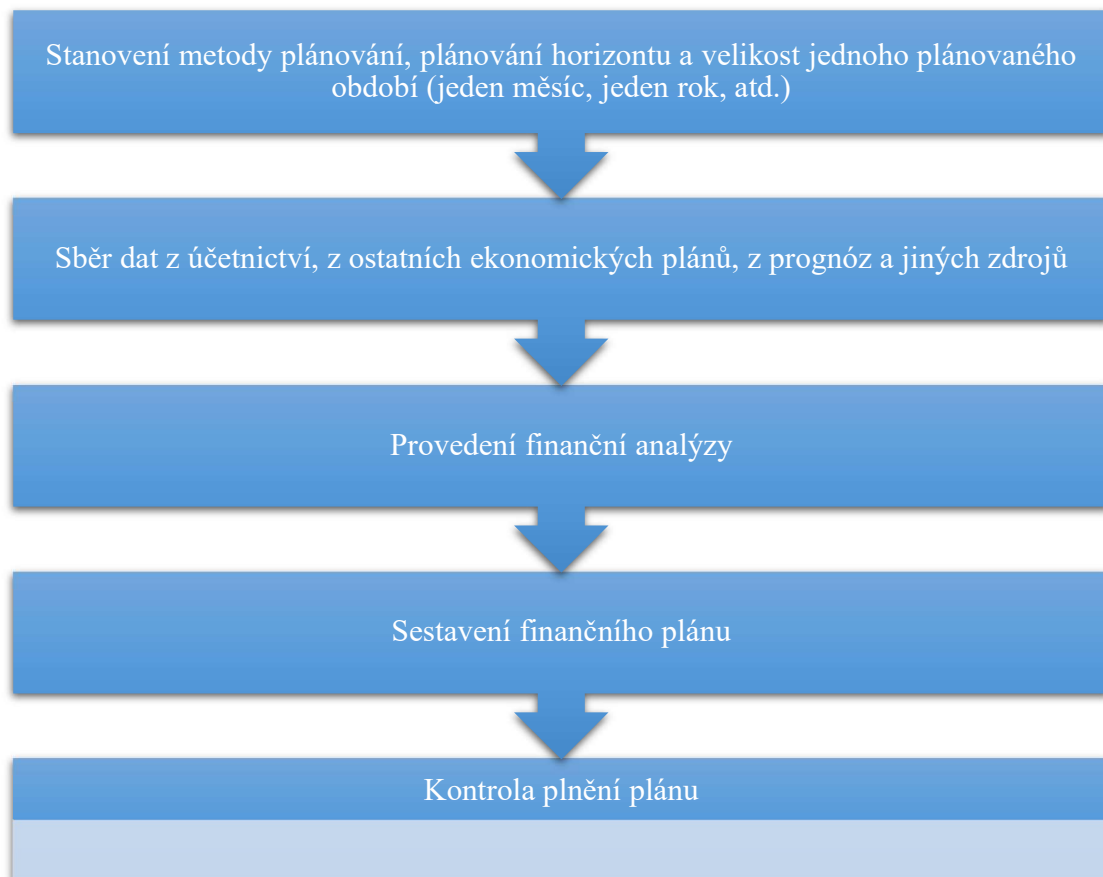 Stanovení metody plánování, plánování horizontu a velikost jednoho plánovaného
období (jeden měsíc, jeden rok, atd.)
Sběr dat z účetnictví, z ostatních ekonomických plánů, z prognóz a jiných zdrojů
Provedení finanční analýzy
Sestavení finančního plánu
Kontrola plnění plánu